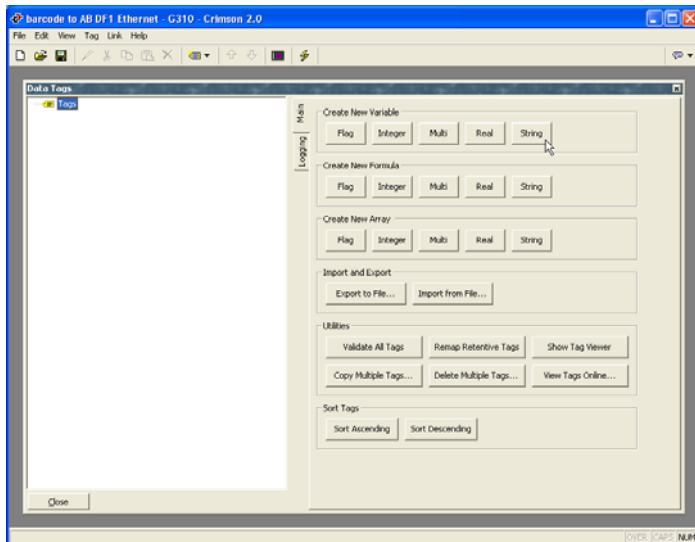 barcode to AB DF1 Ethernet - G310 - Crimson 2.0
File Edit View Tag Link Help
Data Tags
Tags
Main
Logging
Create New Variable
Flag Integer Multi Real String
Create New Formula
Flag Integer Multi Real String
Create New Array
Flag Integer Multi Real String
Import and Export
Export to File... Import from File...
Utilities
Validate All Tags Remap Retentive Tags Show Tag Viewer
Copy Multiple Tags... Delete Multiple Tags... View Tags Online...
Sort Tags
Sort Ascending Sort Descending
Close
OVER CAPS NUM